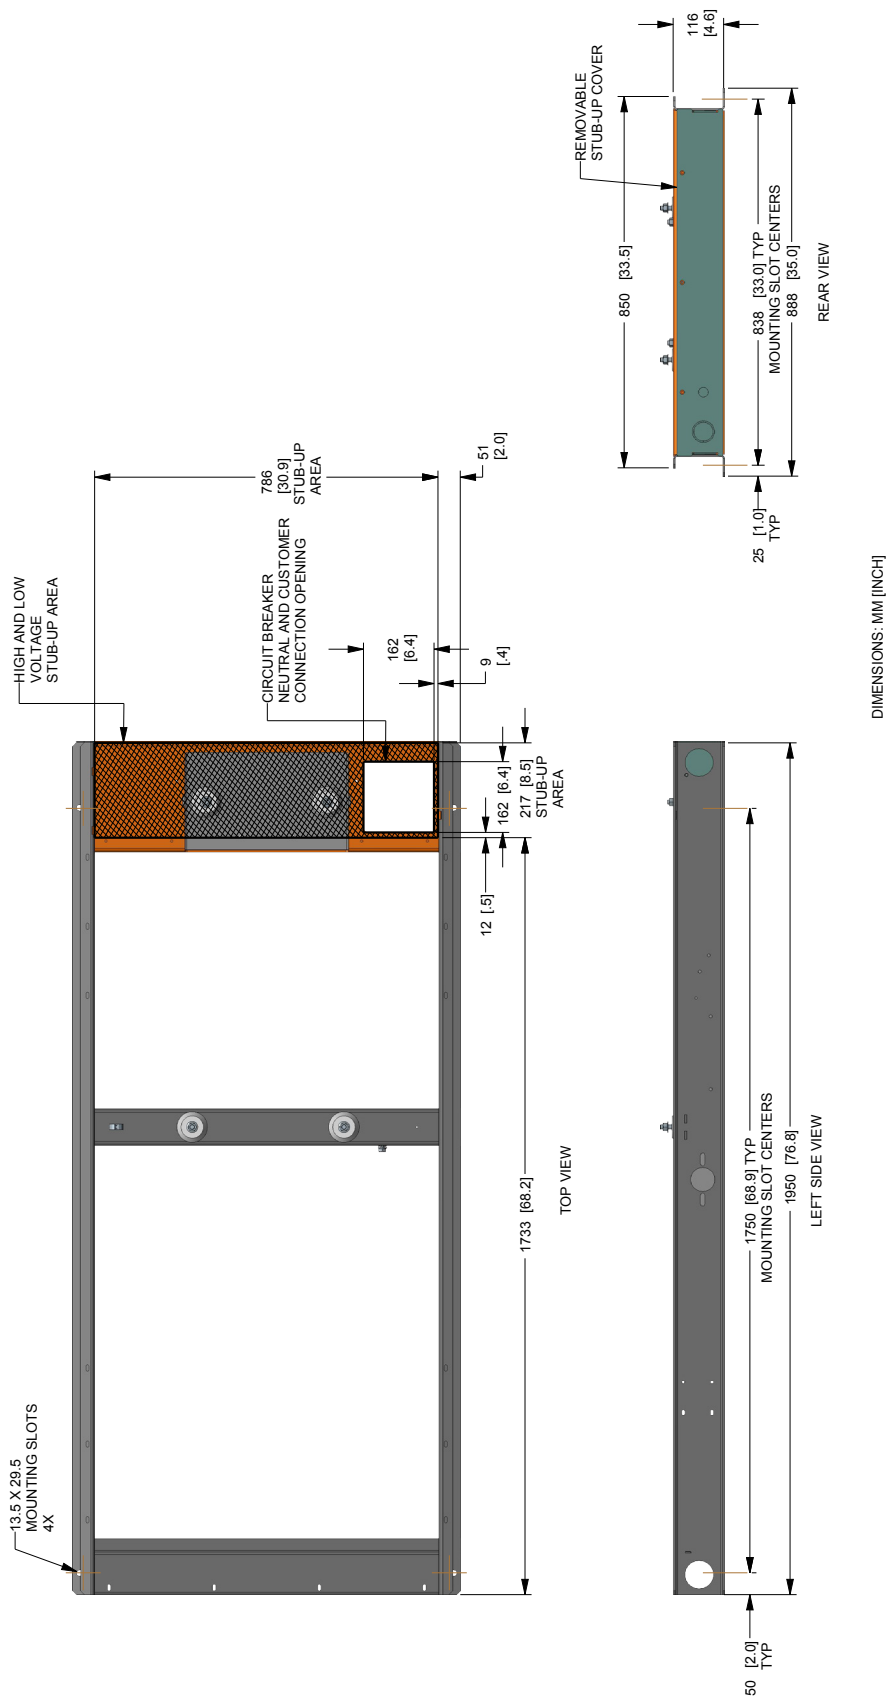 13.5 X 29.5
MOUNTING SLOTS
4X
HIGH AND LOW
VOLTAGE
STUB-UP AREA
786
[30.9]
STUB-UP
AREA
51
[2.0]
CIRCUIT BREAKER
NEUTRAL AND CUSTOMER
CONNECTION OPENING
162
[6.4]
9
[.4]
162 [6.4]
217 [8.5]
STUB-UP
AREA
12 [.5]
1733 [68.2]
TOP VIEW
50 [2.0]
TYP
1750 [68.9] TYP
MOUNTING SLOT CENTERS
1950 [76.8]
LEFT SIDE VIEW
REMOVABLE
STUB-UP COVER
116
[4.6]
850 [33.5]
838 [33.0] TYP
MOUNTING SLOT CENTERS
888 [35.0]
25 [1.0]
TYP
REAR VIEW
DIMENSIONS: MM [INCH]